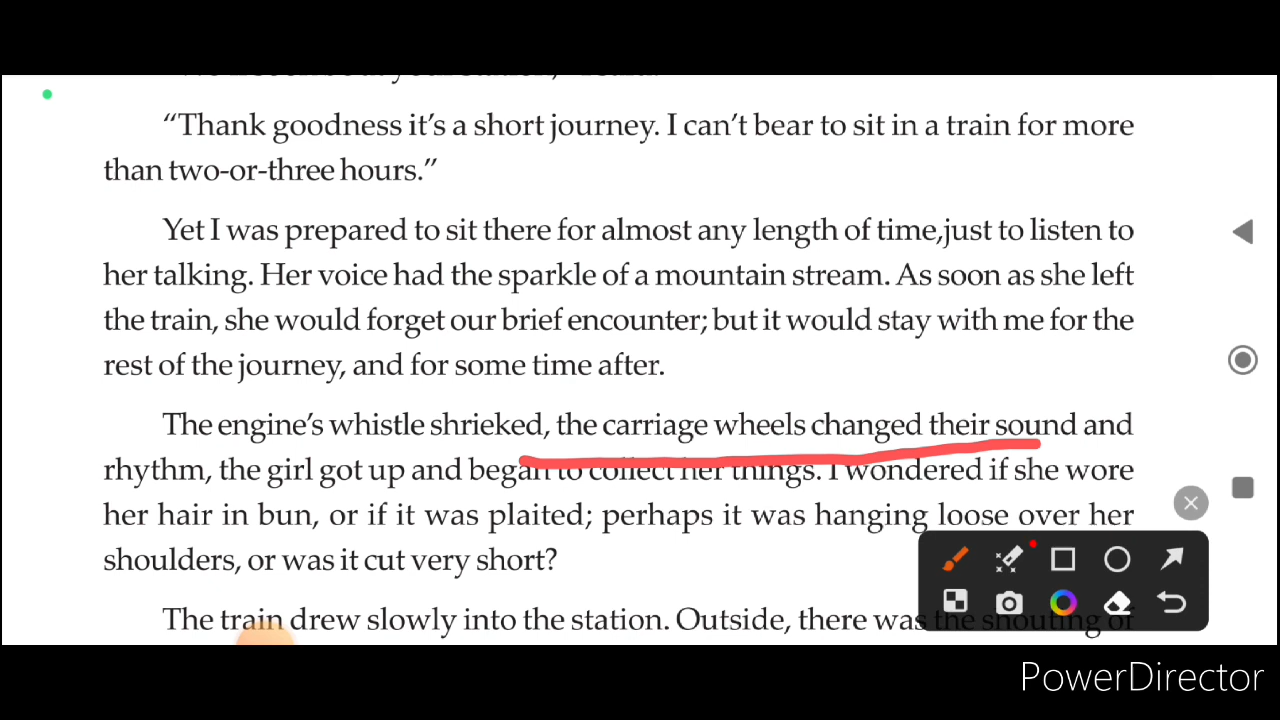 “Thank goodness it’s a short journey. I can’t bear to sit in a train for more
than two-or-three hours.”
Yet I was prepared to sit there for almost any length of time,just to listen to
her talking. Her voice had the sparkle of a mountain stream. As soon as she left
the train, she would forget our brief encounter; but it would stay with me for the
rest of the journey, and for some time after.
The engine’s whistle shrieked, the carriage wheels changed their sound and
rhythm, the girl got up and began to collect her things. I wondered if she wore
her hair in bun, or if it was plaited; perhaps it was hanging loose over her
shoulders, or was it cut very short?
The train drew slowly into the station. Outside, there was the shouting of
PowerDirector